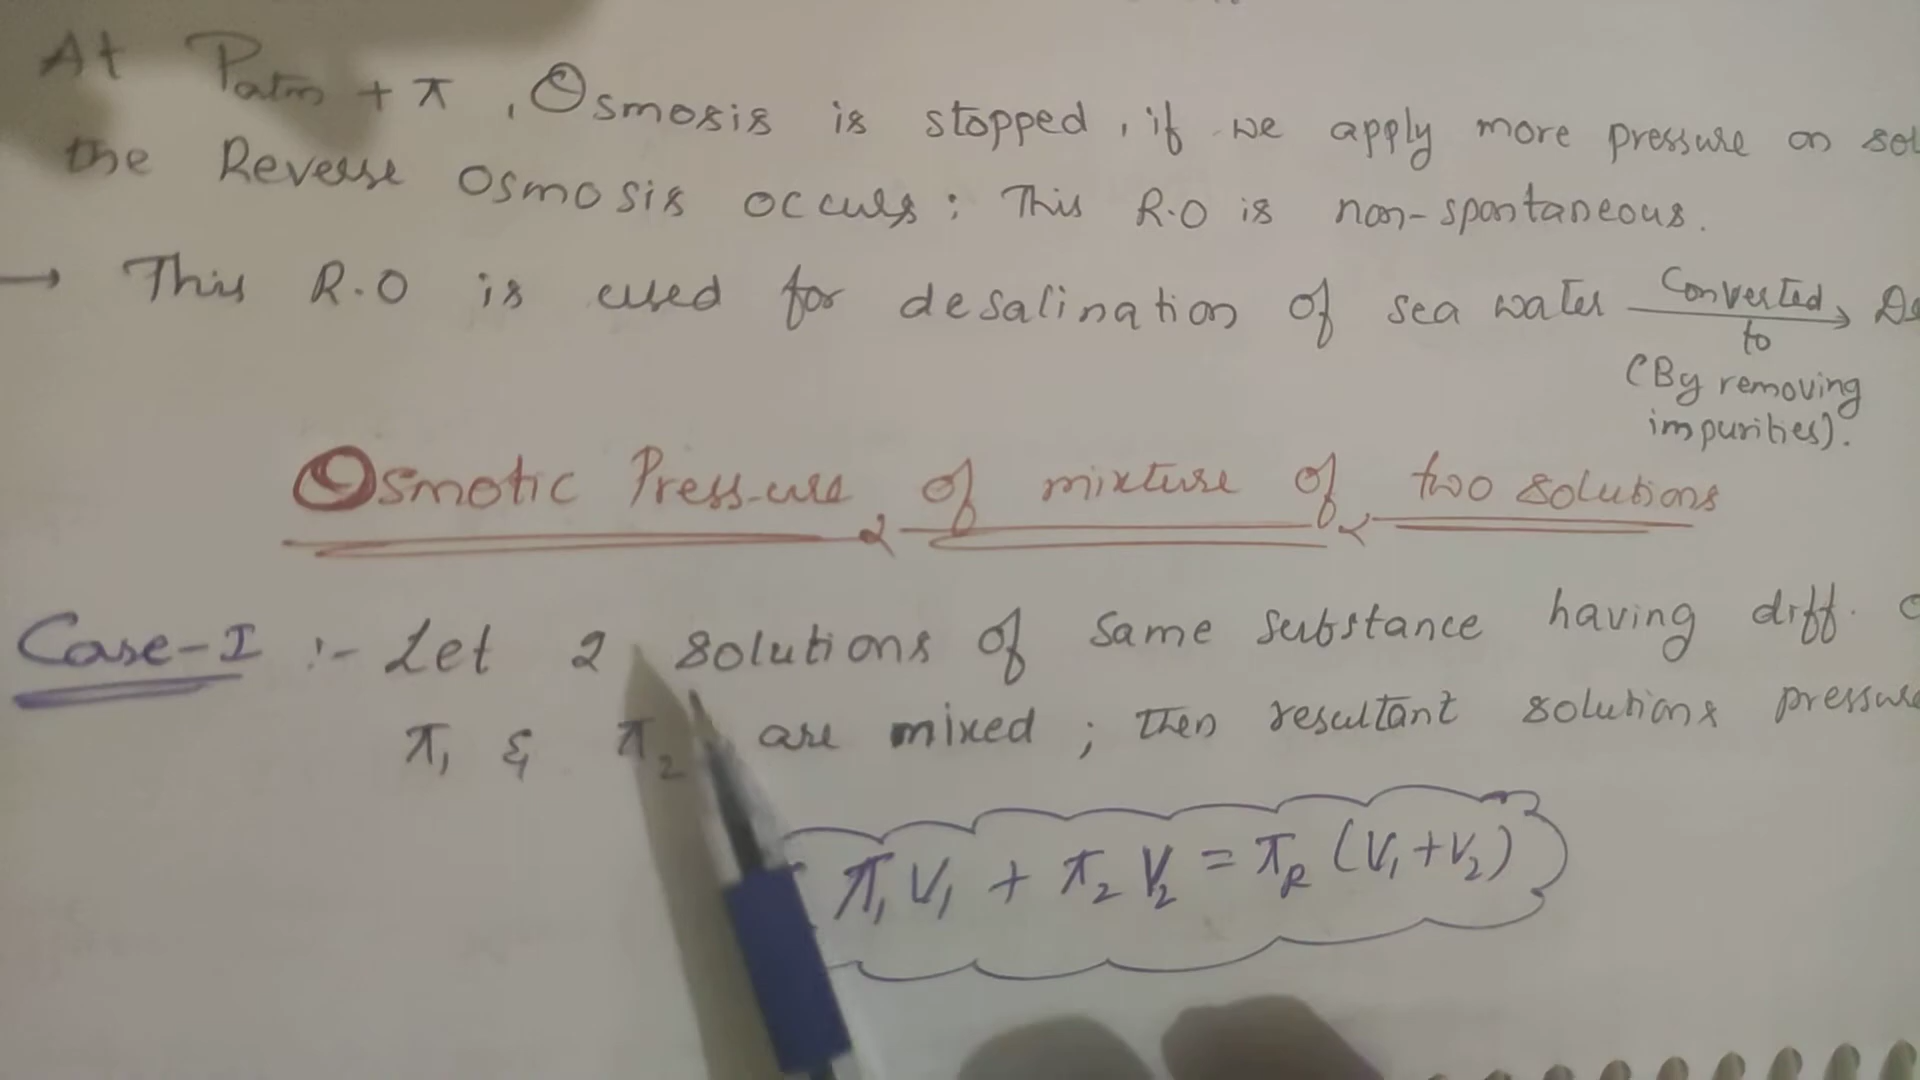 At Patm + π, Osmosis is stopped, if we apply more pressure on sol
the Reverse Osmosis occurs; This R.O is non-spontaneous.
→ This R.O is used for desalination of sea water Converted to → De
(By removing
impurities).
Osmotic Pressure of mixture of two solutions
Case-I :- Let 2 solutions of same substance having diff.
π₁ & π₂ are mixed; then resultant solutions pressure
π₁V₁ + π₂V₂ = π_R (V₁+V₂)